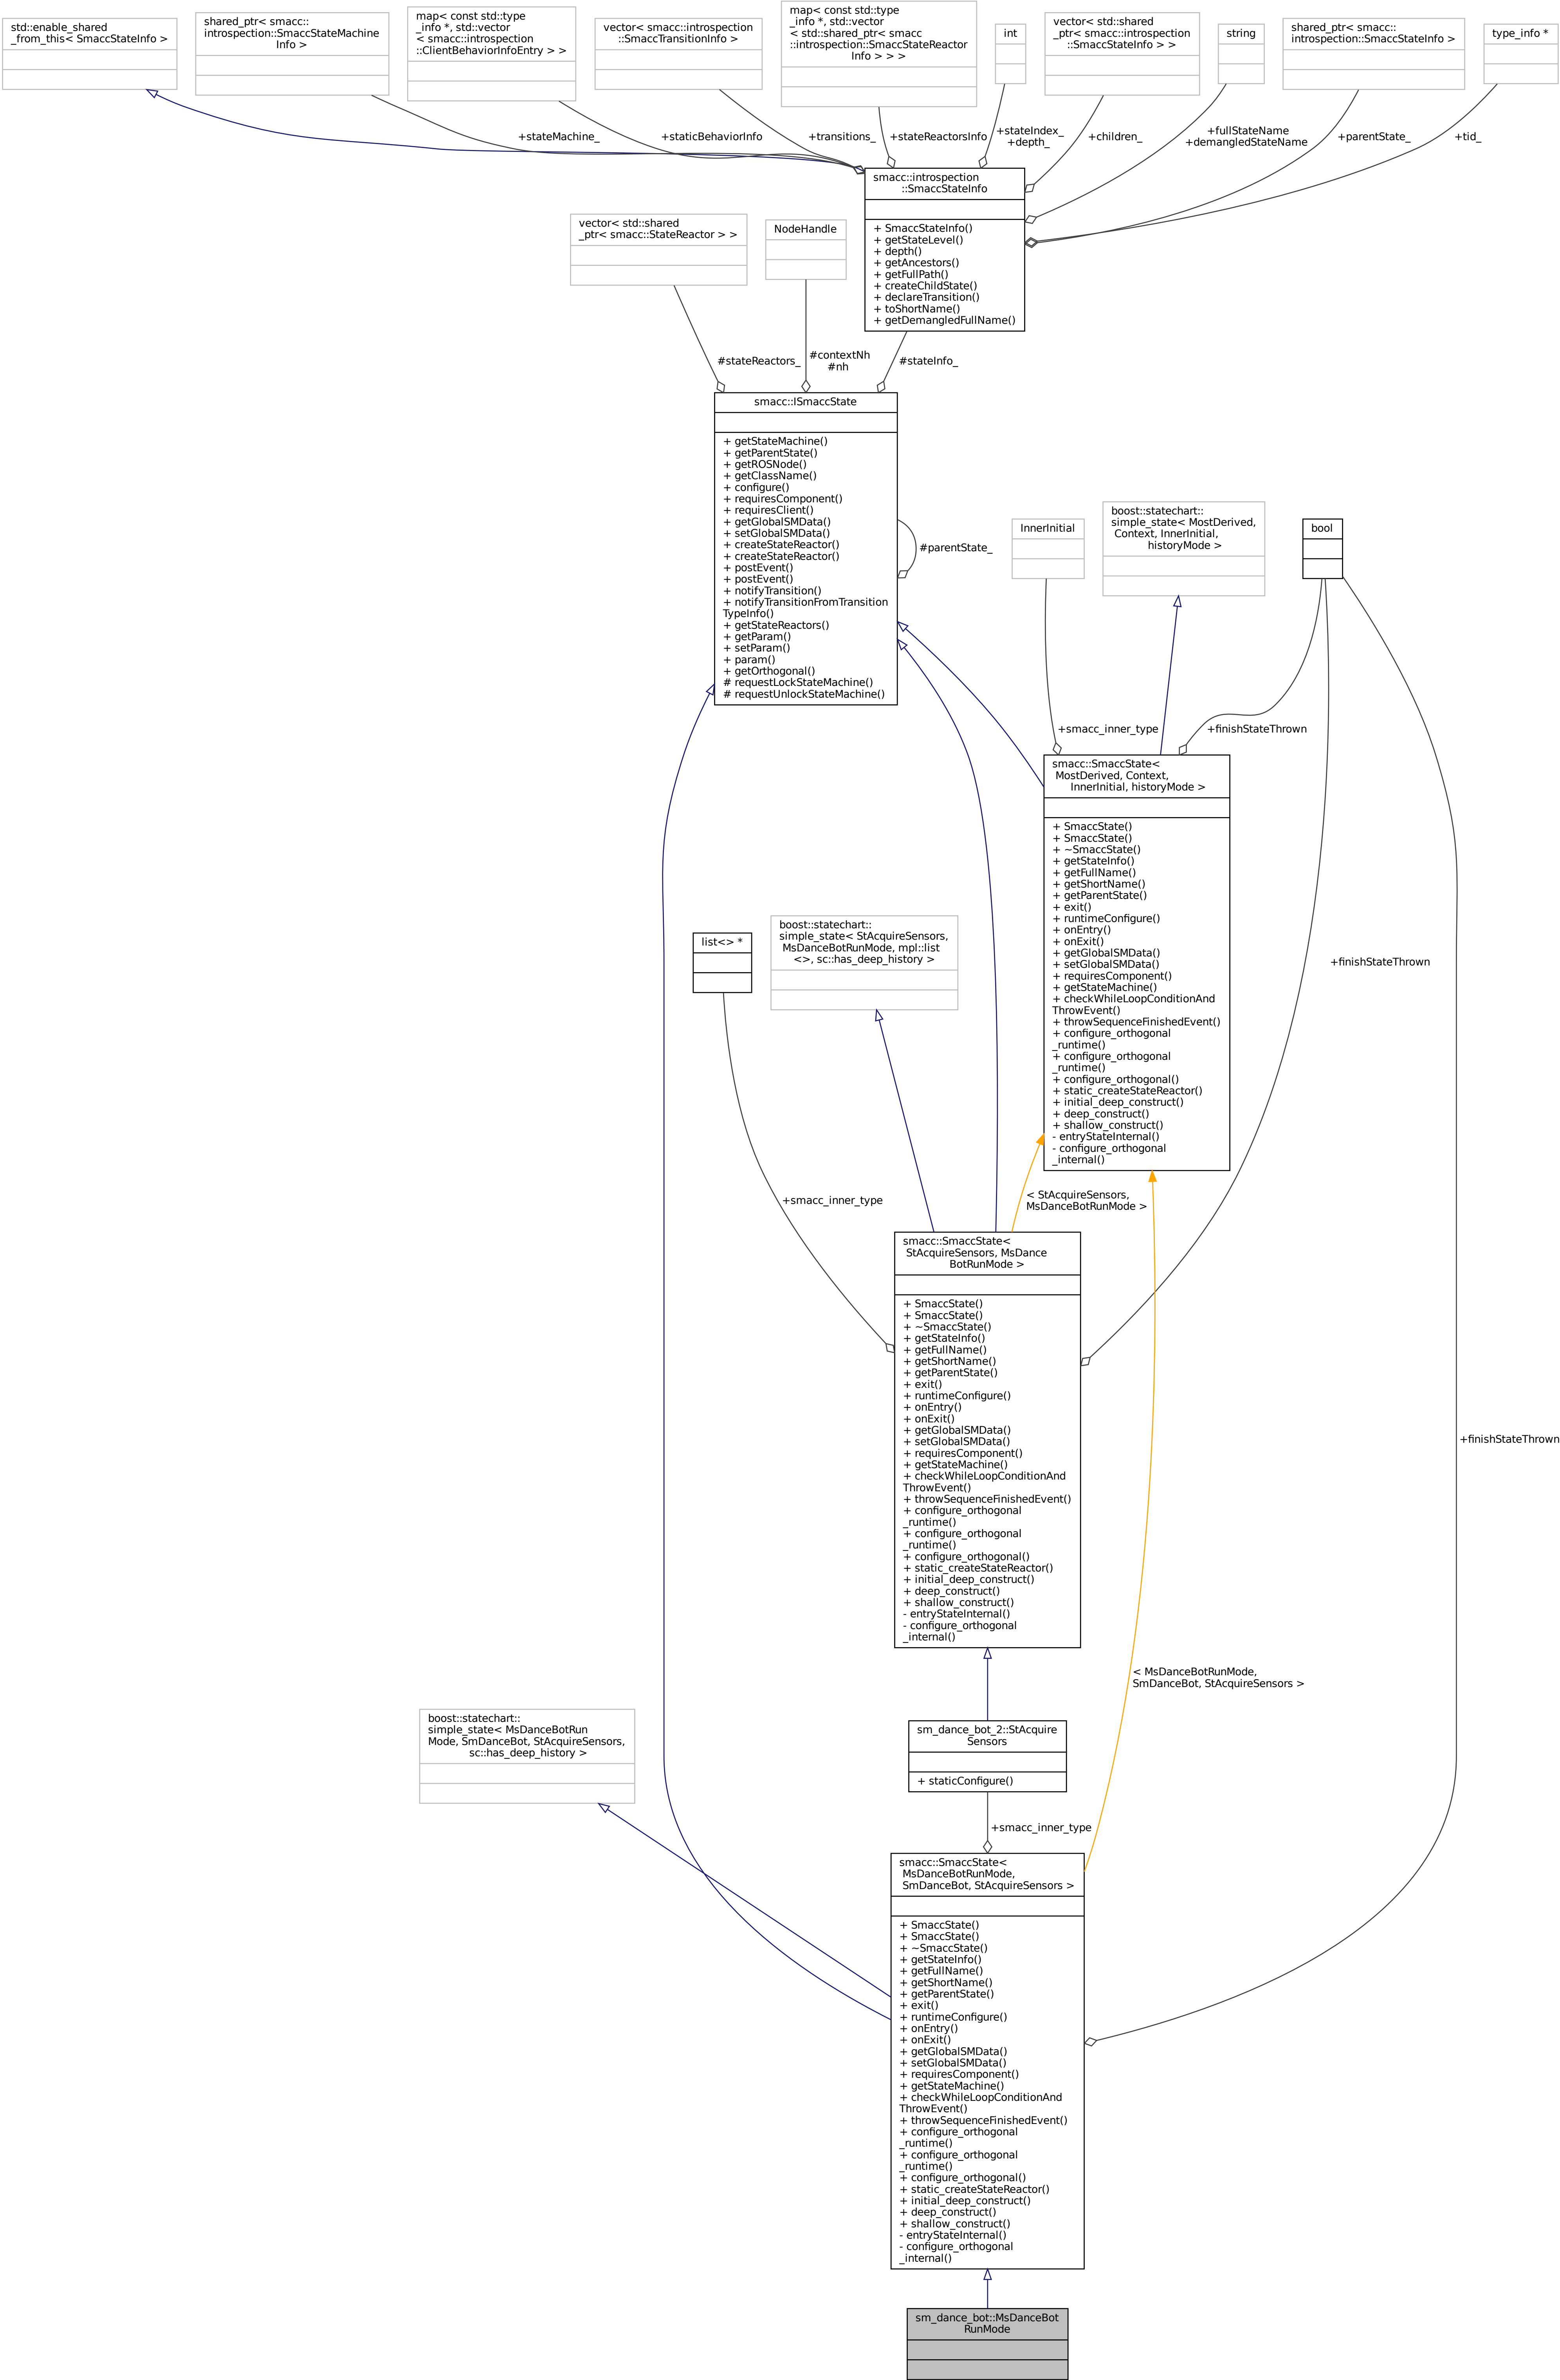 std::enable_shared
_from_this< SmaccStateInfo >
shared_ptr< smacc::
introspection::SmaccStateMachine
Info >
map< const std::type
_info *, std::vector
< smacc::introspection
::ClientBehaviorInfoEntry > >
vector< smacc::introspection
::SmaccTransitionInfo >
map< const std::type
_info *, std::vector
< std::shared_ptr< smacc
::introspection::SmaccStateReactor
Info > > >
int
vector< std::shared
_ptr< smacc::introspection
::SmaccStateInfo > >
string
shared_ptr< smacc::
introspection::SmaccStateInfo >
type_info *
+stateMachine_
+staticBehaviorInfo
+transitions_
+stateReactorsInfo
+stateIndex_
+depth_
+children_
+fullStateName
+demangledStateName
+parentState_
+tid_
smacc::introspection
::SmaccStateInfo
+ SmaccStateInfo()
+ getStateLevel()
+ depth()
+ getAncestors()
+ getFullPath()
+ createChildState()
+ declareTransition()
+ toShortName()
+ getDemangledFullName()
vector< std::shared
_ptr< smacc::StateReactor > >
NodeHandle
#stateReactors_
#contextNh
#nh
#stateInfo_
smacc::ISmaccState
+ getStateMachine()
+ getParentState()
+ getROSNode()
+ getClassName()
+ configure()
+ requiresComponent()
+ requiresClient()
+ getGlobalSMData()
+ setGlobalSMData()
+ createStateReactor()
+ createStateReactor()
+ postEvent()
+ postEvent()
+ notifyTransition()
+ notifyTransitionFromTransition
TypeInfo()
+ getStateReactors()
+ getParam()
+ setParam()
+ param()
+ getOrthogonal()
# requestLockStateMachine()
# requestUnlockStateMachine()
#parentState_
InnerInitial
boost::statechart::
simple_state< MostDerived,
Context, InnerInitial,
historyMode >
bool
+smacc_inner_type
+finishStateThrown
smacc::SmaccState<
MostDerived, Context,
InnerInitial, historyMode >
+ SmaccState()
+ SmaccState()
+ ~SmaccState()
+ getStateInfo()
+ getFullName()
+ getShortName()
+ getParentState()
+ exit()
+ runtimeConfigure()
+ onEntry()
+ onExit()
+ getGlobalSMData()
+ setGlobalSMData()
+ requiresComponent()
+ getStateMachine()
+ checkWhileLoopConditionAnd
ThrowEvent()
+ throwSequenceFinishedEvent()
+ configure_orthogonal
_runtime()
+ configure_orthogonal
_runtime()
+ configure_orthogonal()
+ static_createStateReactor()
+ initial_deep_construct()
+ deep_construct()
+ shallow_construct()
- entryStateInternal()
- configure_orthogonal
_internal()
list<> *
boost::statechart::
simple_state< StAcquireSensors,
MsDanceBotRunMode, mpl::list
<>, sc::has_deep_history >
+finishStateThrown
+smacc_inner_type
< StAcquireSensors,
MsDanceBotRunMode >
smacc::SmaccState<
StAcquireSensors, MsDance
BotRunMode >
+ SmaccState()
+ SmaccState()
+ ~SmaccState()
+ getStateInfo()
+ getFullName()
+ getShortName()
+ getParentState()
+ exit()
+ runtimeConfigure()
+ onEntry()
+ onExit()
+ getGlobalSMData()
+ setGlobalSMData()
+ requiresComponent()
+ getStateMachine()
+ checkWhileLoopConditionAnd
ThrowEvent()
+ throwSequenceFinishedEvent()
+ configure_orthogonal
_runtime()
+ configure_orthogonal
_runtime()
+ configure_orthogonal()
+ static_createStateReactor()
+ initial_deep_construct()
+ deep_construct()
+ shallow_construct()
- entryStateInternal()
- configure_orthogonal
_internal()
+finishStateThrown
< MsDanceBotRunMode,
SmDanceBot, StAcquireSensors >
boost::statechart::
simple_state< MsDanceBotRun
Mode, SmDanceBot, StAcquireSensors,
sc::has_deep_history >
sm_dance_bot_2::StAcquire
Sensors
+ staticConfigure()
+smacc_inner_type
smacc::SmaccState<
MsDanceBotRunMode,
SmDanceBot, StAcquireSensors >
+ SmaccState()
+ SmaccState()
+ ~SmaccState()
+ getStateInfo()
+ getFullName()
+ getShortName()
+ getParentState()
+ exit()
+ runtimeConfigure()
+ onEntry()
+ onExit()
+ getGlobalSMData()
+ setGlobalSMData()
+ requiresComponent()
+ getStateMachine()
+ checkWhileLoopConditionAnd
ThrowEvent()
+ throwSequenceFinishedEvent()
+ configure_orthogonal
_runtime()
+ configure_orthogonal
_runtime()
+ configure_orthogonal()
+ static_createStateReactor()
+ initial_deep_construct()
+ deep_construct()
+ shallow_construct()
- entryStateInternal()
- configure_orthogonal
_internal()
sm_dance_bot::MsDanceBot
RunMode